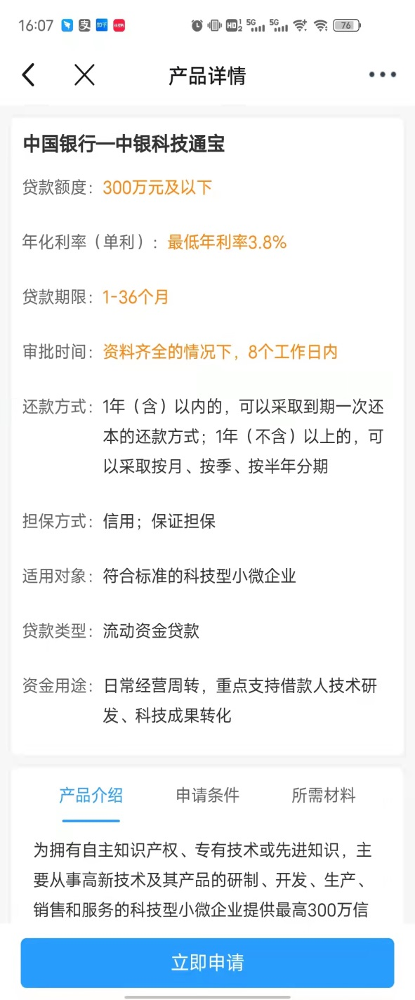 16:07 支 知乎 小红书 HD 1 2 5G 5G 76
产品详情
中国银行—中银科技通宝
贷款额度：300万元及以下
年化利率（单利）：最低年利率3.8%
贷款期限：1-36个月
审批时间：资料齐全的情况下，8个工作日内
还款方式：1年（含）以内的，可以采取到期一次还
本的还款方式；1年（不含）以上的，可
以采取按月、按季、按半年分期
担保方式：信用；保证担保
适用对象：符合标准的科技型小微企业
贷款类型：流动资金贷款
资金用途：日常经营周转，重点支持借款人技术研
发、科技成果转化
产品介绍 申请条件 所需材料
为拥有自主知识产权、专有技术或先进知识，主
要从事高新技术及其产品的研制、开发、生产、
销售和服务的科技型小微企业提供最高300万信
立即申请